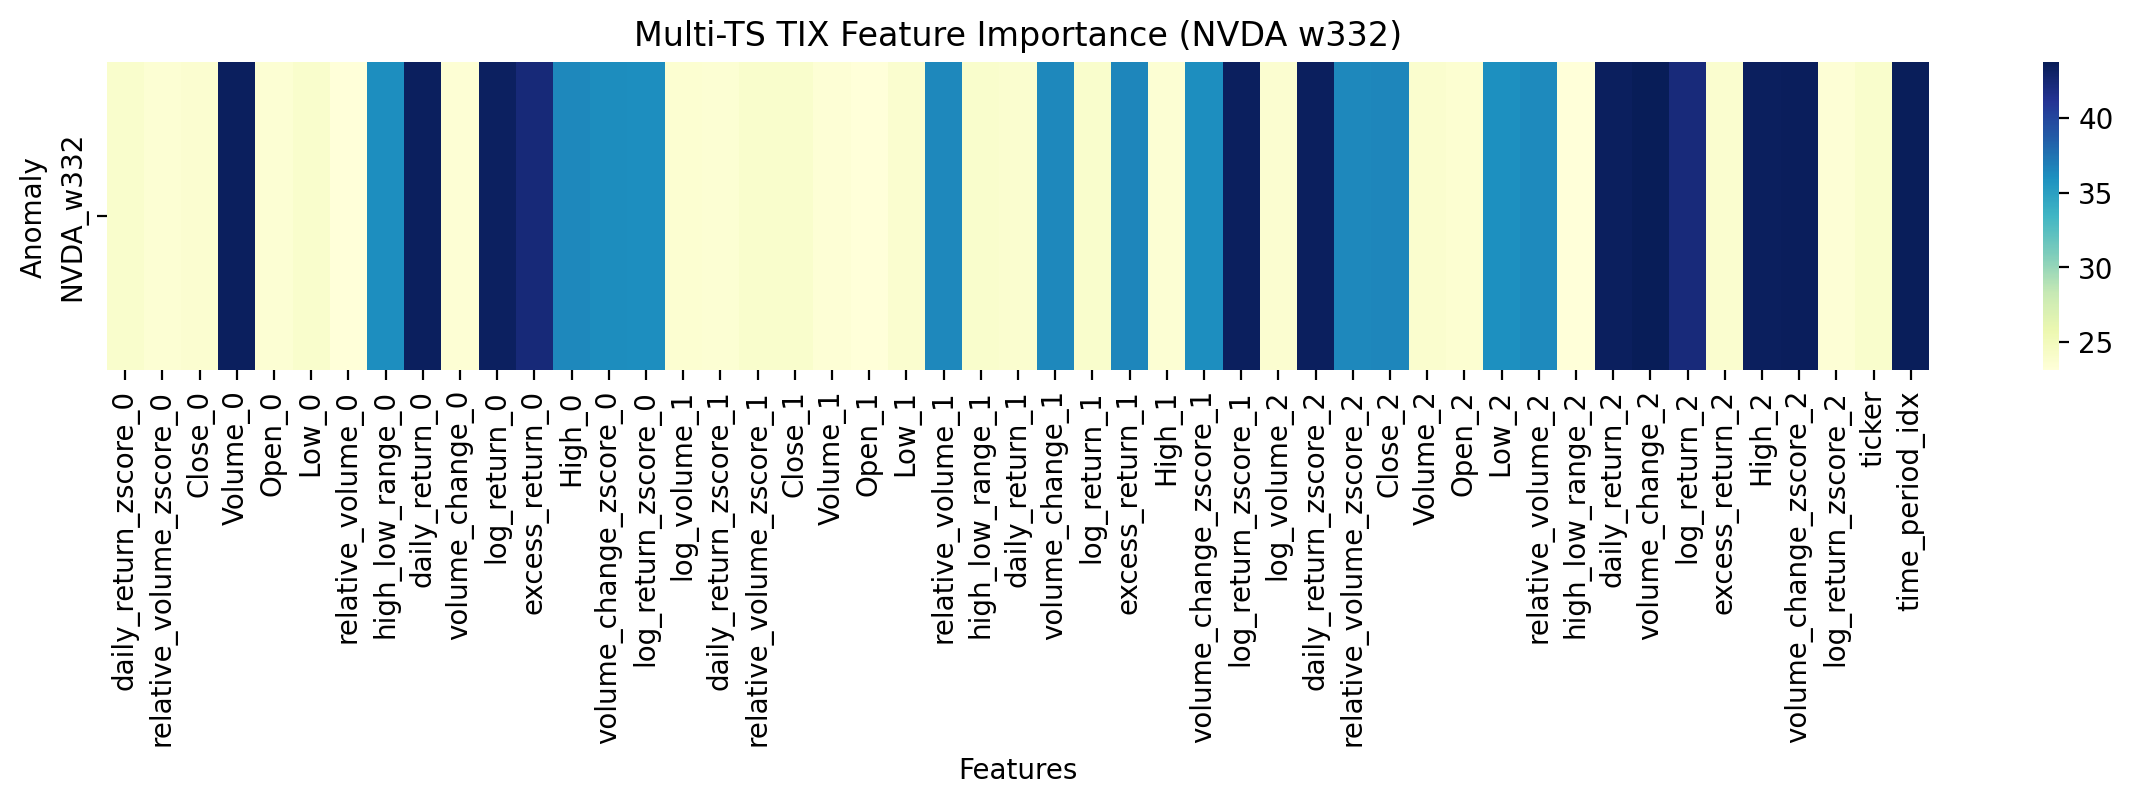 Multi-TS TIX Feature Importance (NVDA w332)
Anomaly
NVDA_w332
40
35
30
25
daily_return_zscore_0
relative_volume_zscore_0
Close_0
Volume_0
Open_0
Low_0
relative_volume_0
high_low_range_0
daily_return_0
volume_change_0
log_return_0
excess_return_0
High_0
volume_change_zscore_0
log_return_zscore_0
log_volume_1
daily_return_zscore_1
relative_volume_zscore_1
Close_1
Volume_1
Open_1
Low_1
relative_volume_1
high_low_range_1
daily_return_1
volume_change_1
log_return_1
excess_return_1
High_1
volume_change_zscore_1
log_return_zscore_1
log_volume_2
daily_return_zscore_2
relative_volume_zscore_2
Close_2
Volume_2
Open_2
Low_2
relative_volume_2
high_low_range_2
daily_return_2
volume_change_2
log_return_2
excess_return_2
High_2
volume_change_zscore_2
log_return_zscore_2
ticker
time_period_idx
Features